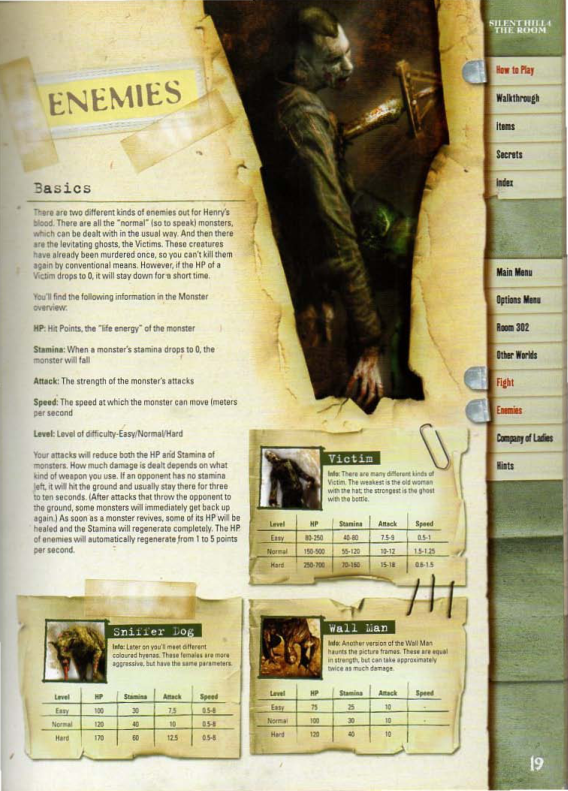 SILENT HILL 4
THE ROOM
ENEMIES
Basics
There are two different kinds of enemies out for Henry's
blood. There are all the "normal" (so to speak) monsters,
which can be dealt with in the usual way. And then there
are the levitating ghosts, the Victims. These creatures
have already been murdered once, so you can't kill them
again by conventional means. However, if the HP of a
Victim drops to 0, it will stay down for a short time.
You'll find the following information in the Monster
overview:
HP: Hit Points, the "life energy" of the monster
Stamina: When a monster's stamina drops to 0, the
monster will fall
Attack: The strength of the monster's attacks
Speed: The speed at which the monster can move (meters
per second
Level: Level of difficulty-Easy/Normal/Hard
Your attacks will reduce both the HP and Stamina of
monsters. How much damage is dealt depends on what
kind of weapon you use. If an opponent has no stamina
left, it will hit the ground and usually stay there for three
to ten seconds. (After attacks that throw the opponent to
the ground, some monsters will immediately get back up
again.) As soon as a monster revives, some of its HP will be
healed and the Stamina will regenerate completely. The HP
of enemies will automatically regenerate from 1 to 5 points
per second.
Victim
Info: There are many different kinds of
Victim. The weakest is the old woman
with the hat; the strongest is the ghost
with the bottle.
Level HP Stamina Attack Speed
Easy 80-250 40-80 7.5-9 0.5-1
Normal 150-500 55-120 10-12 1.5-1.25
Hard 250-700 70-160 15-18 0.6-1.5
Sniffer Dog
Info: Later on you'll meet different
coloured hyenas. These females are more
aggressive, but have the same parameters.
Level HP Stamina Attack Speed
Easy 100 30 7.5 0.5-8
Normal 120 40 10 0.5-8
Hard 170 60 12.5 0.5-8
Wall Man
Info: Another version of the Wall Man
haunts the picture frames. These are equal
in strength, but can take approximately
twice as much damage.
Level HP Stamina Attack Speed
Easy 75 25 10 -
Normal 100 30 10
Hard 120 40 10
How to Play
Walkthrough
Items
Secrets
Index
Main Menu
Options Menu
Room 302
Other Worlds
Fight
Enemies
Company of Ladies
Hints
19